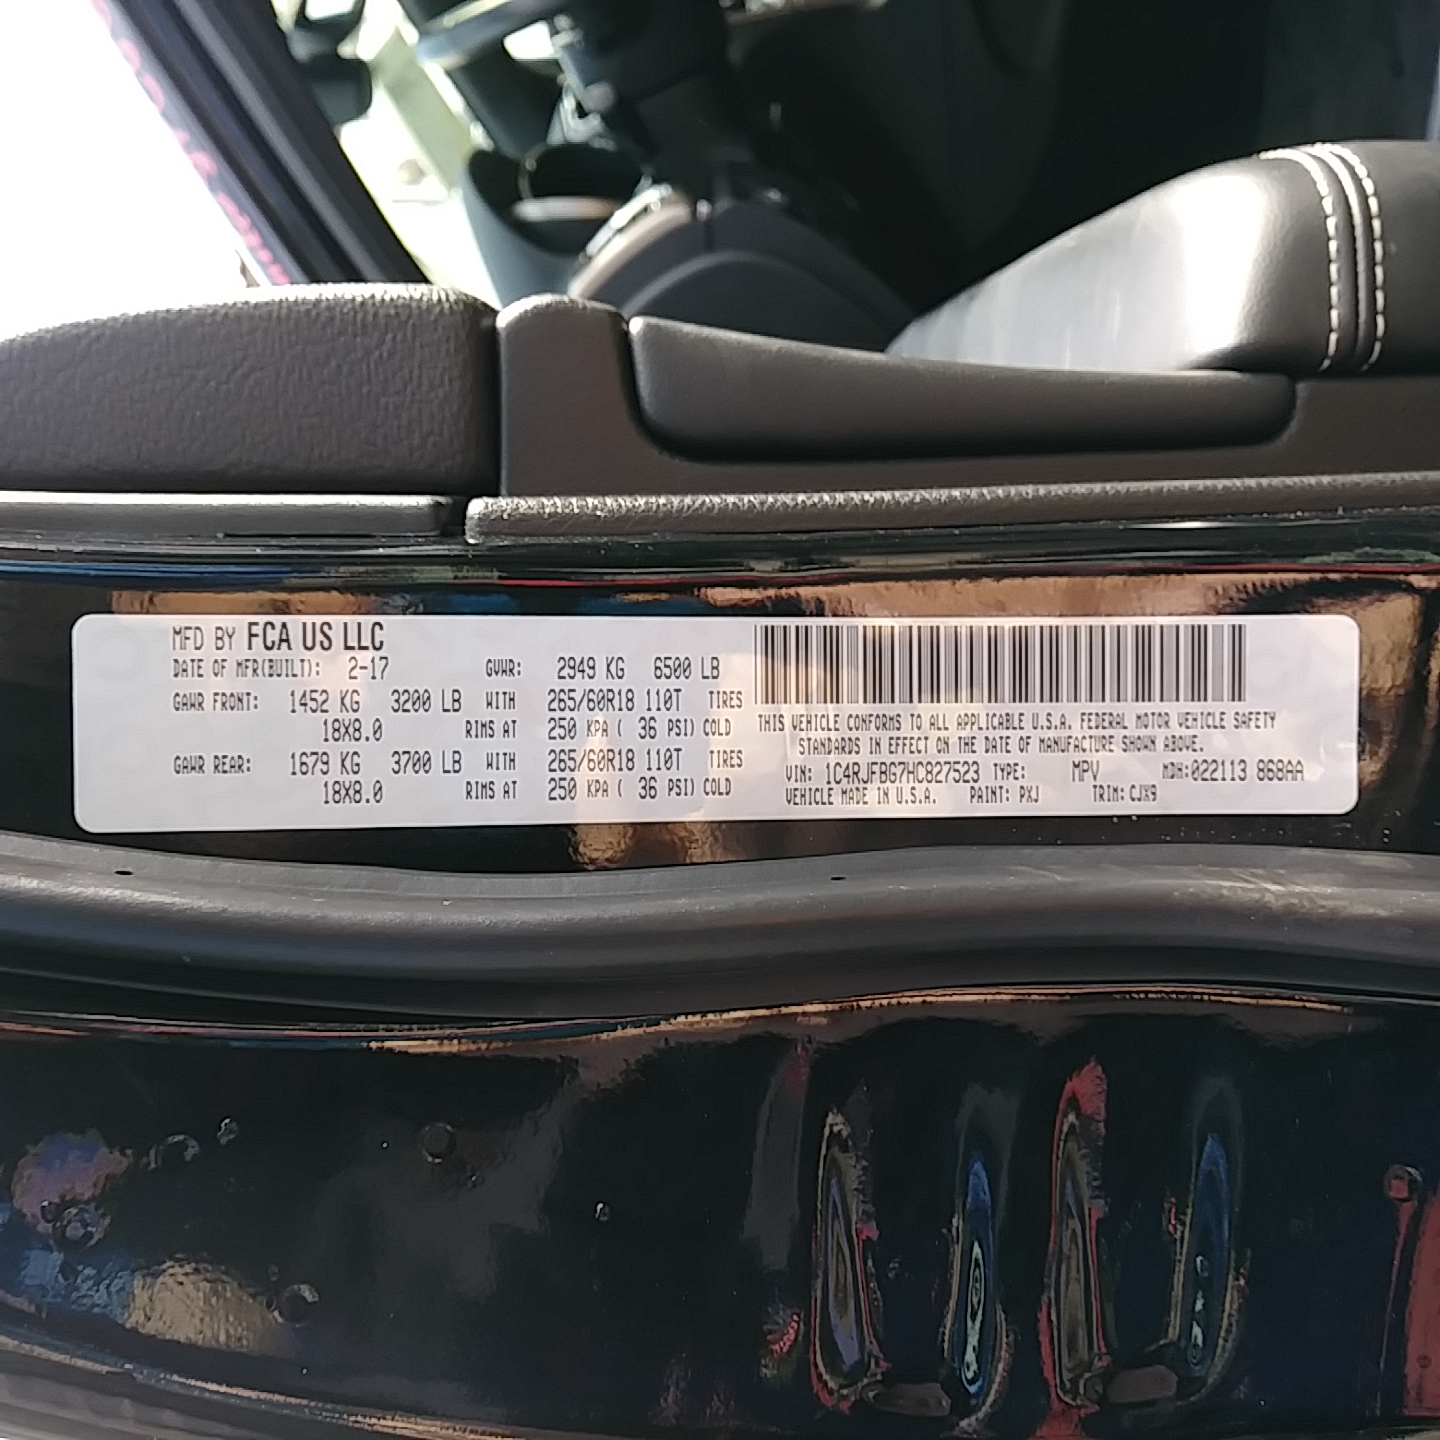 MFD BY FCA US LLC
DATE OF MFR(BUILT): 2-17 GVWR: 2949 KG 6500 LB
GAWR FRONT: 1452 KG 3200 LB WITH 265/60R18 110T TIRES
18X8.0 RIMS AT 250 KPA ( 36 PSI) COLD
GAWR REAR: 1679 KG 3700 LB WITH 265/60R18 110T TIRES
18X8.0 RIMS AT 250 KPA ( 36 PSI) COLD
THIS VEHICLE CONFORMS TO ALL APPLICABLE U.S.A. FEDERAL MOTOR VEHICLE SAFETY
STANDARDS IN EFFECT ON THE DATE OF MANUFACTURE SHOWN ABOVE.
VIN: 1C4RJFBG7HC827523 TYPE: MPV MDH:022113 868AA
VEHICLE MADE IN U.S.A. PAINT: PXJ TRIM: CJX9